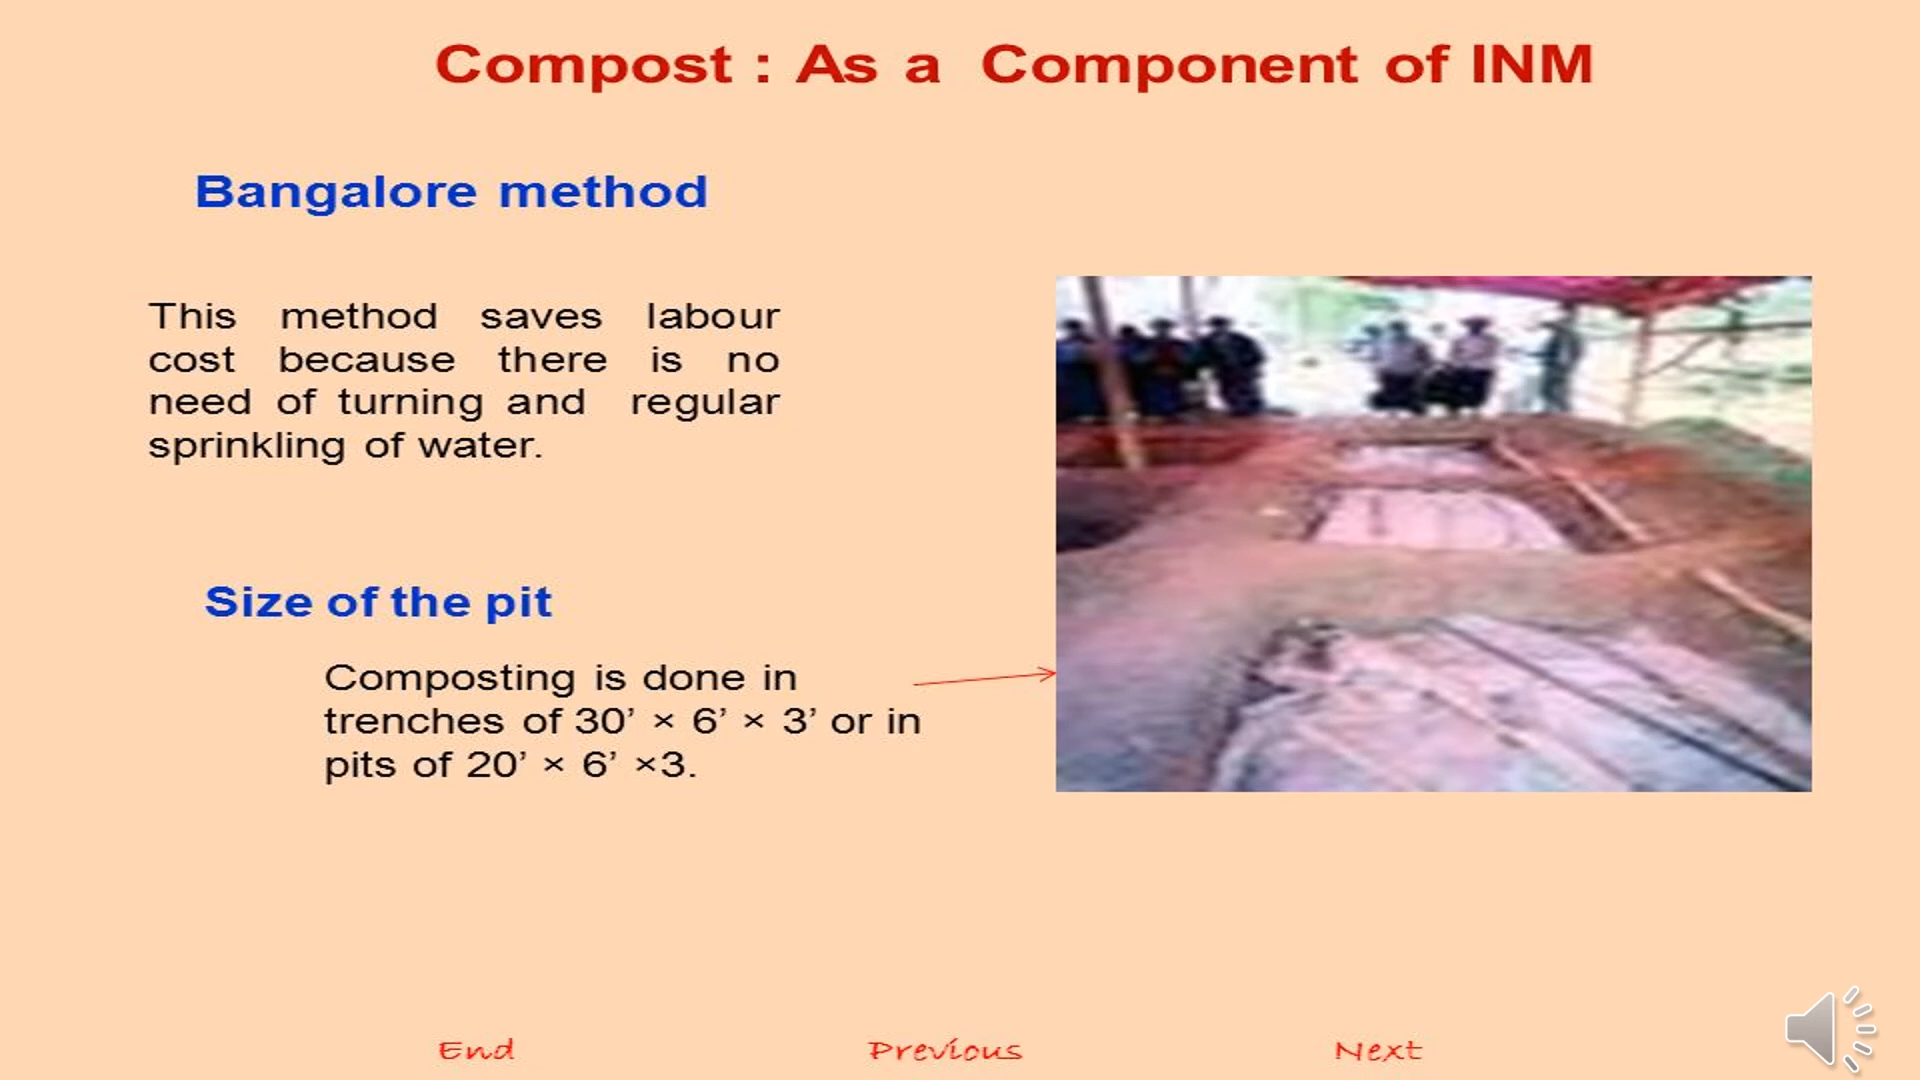 Compost : As a Component of INM
Bangalore method
This method saves labour
cost because there is no
need of turning and regular
sprinkling of water.
Size of the pit
Composting is done in
trenches of 30’ × 6’ × 3’ or in
pits of 20’ × 6’ ×3.
End Previous Next